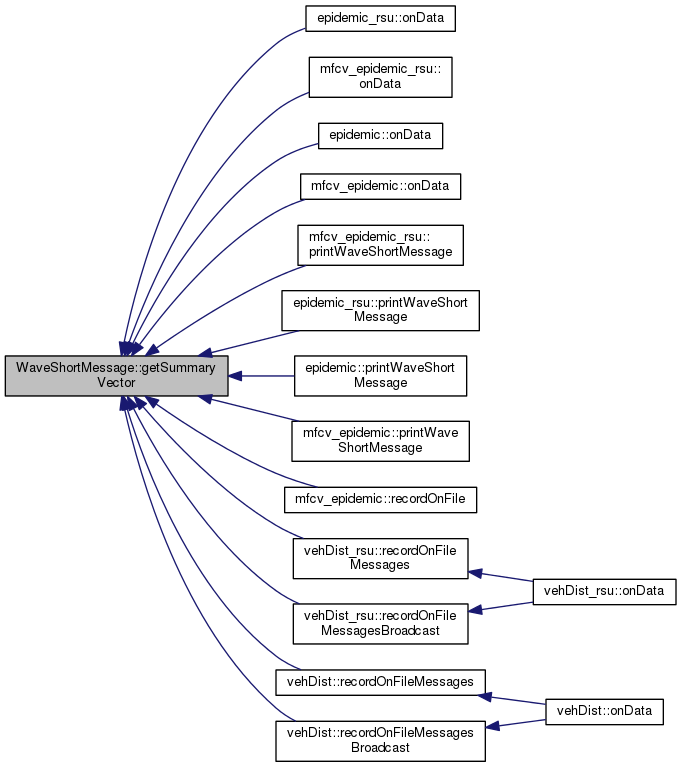 epidemic_rsu::onData
mfcv_epidemic_rsu::
onData
epidemic::onData
mfcv_epidemic::onData
mfcv_epidemic_rsu::
printWaveShortMessage
epidemic_rsu::printWaveShort
Message
WaveShortMessage::getSummary
Vector
epidemic::printWaveShort
Message
mfcv_epidemic::printWave
ShortMessage
mfcv_epidemic::recordOnFile
vehDist_rsu::recordOnFile
Messages
vehDist_rsu::onData
vehDist_rsu::recordOnFile
MessagesBroadcast
vehDist::recordOnFileMessages
vehDist::onData
vehDist::recordOnFileMessages
Broadcast